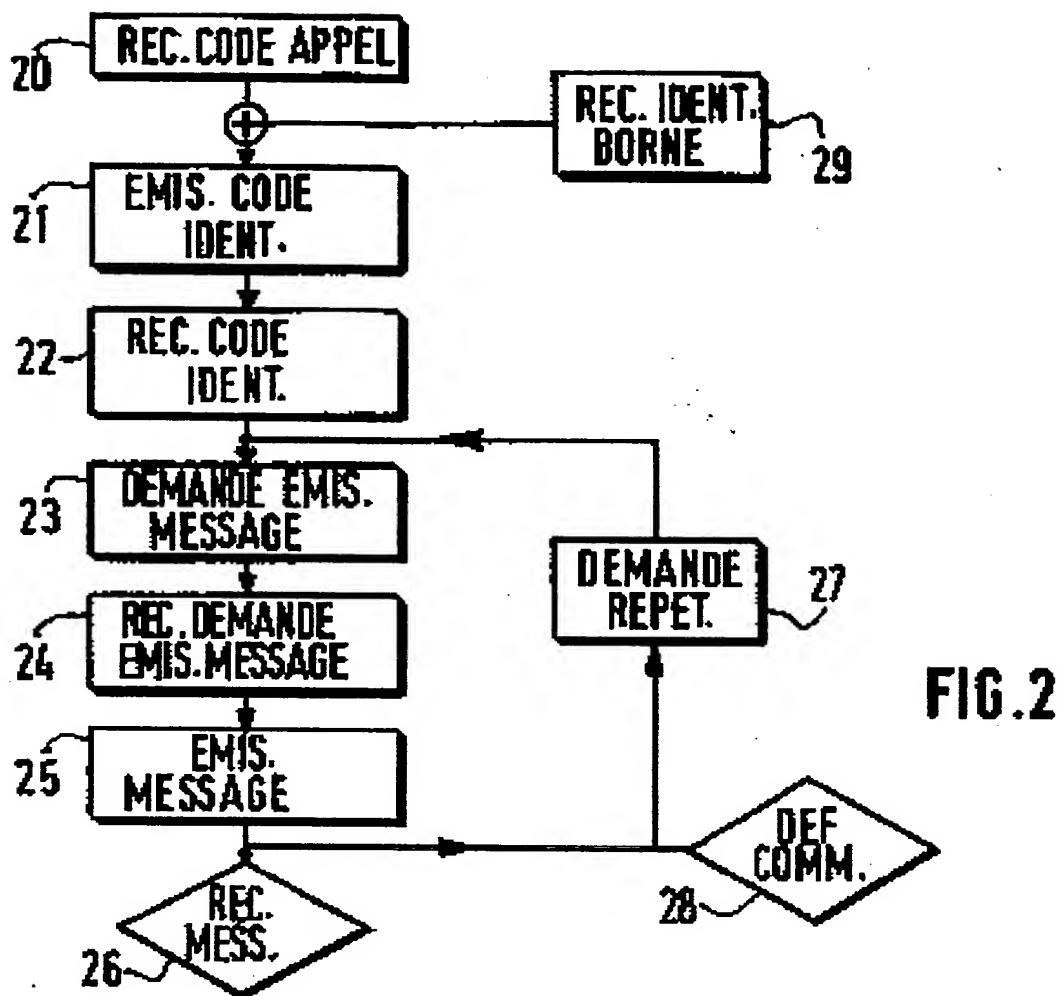 20
REC. CODE APPEL
REC. IDENT.
BORNE
29
21
EMIS. CODE
IDENT.
22
REC. CODE
IDENT.
23
DEMANDE EMIS.
MESSAGE
24
REC. DEMANDE
EMIS. MESSAGE
DEMANDE
REPET.
27
25
EMIS.
MESSAGE
FIG. 2
26
REC.
MESS.
DEF
COMM.
28